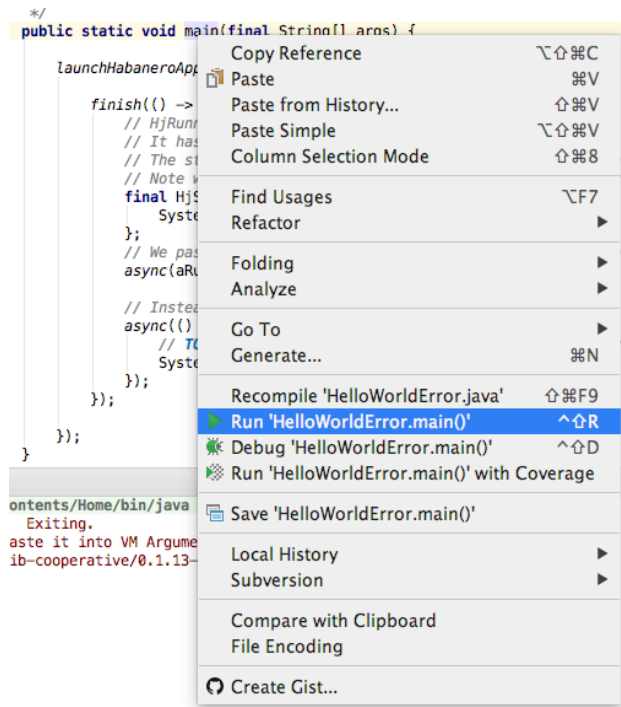 */
public static void main(final String[] args) {
launchHabaneroApp
finish(() ->
// HjRunn
// It has
// The st
// Note w
final HjS
Syste
};
// We pas
async(aRu
// Instea
async(()
// TO
Syste
});
});
});
}
ontents/Home/bin/java
Exiting.
aste it into VM Argume
ib-cooperative/0.1.13-
Copy Reference ⌥⇧⌘C
Paste ⌘V
Paste from History... ⇧⌘V
Paste Simple ⌥⇧⌘V
Column Selection Mode ⇧⌘8
Find Usages ⌥F7
Refactor
Folding
Analyze
Go To
Generate... ⌘N
Recompile 'HelloWorldError.java' ⇧⌘F9
Run 'HelloWorldError.main()' ^⇧R
Debug 'HelloWorldError.main()' ^⇧D
Run 'HelloWorldError.main()' with Coverage
Save 'HelloWorldError.main()'
Local History
Subversion
Compare with Clipboard
File Encoding
Create Gist...